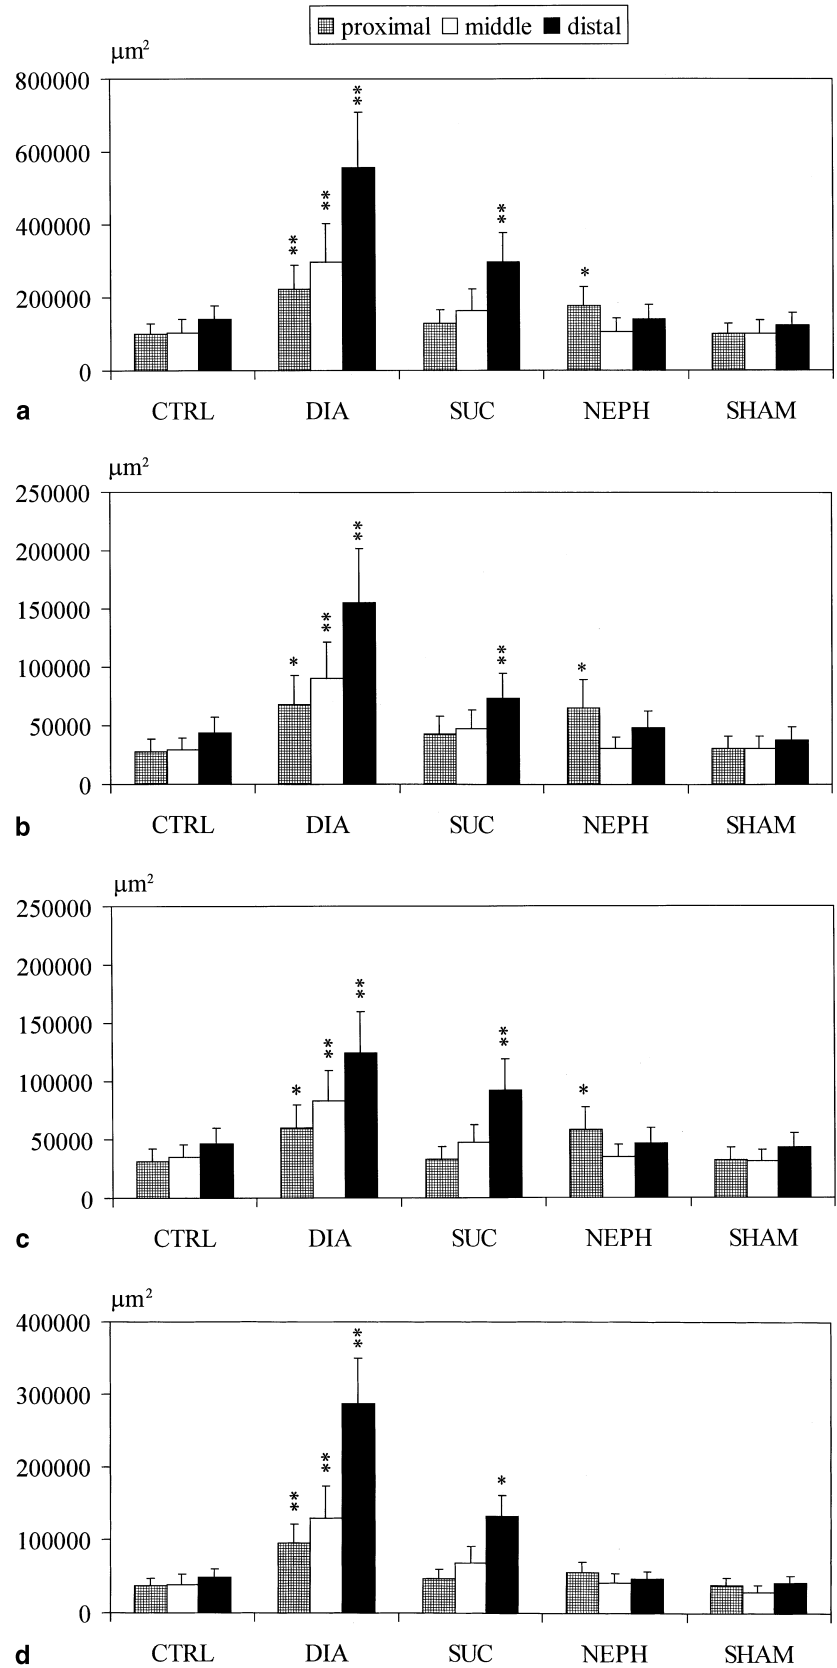 proximal middle distal
μm²
800000
600000
400000
200000
0
** ** ** ** *
CTRL DIA SUC NEPH SHAM
a
μm²
250000
200000
150000
100000
50000
0
* ** ** ** *
CTRL DIA SUC NEPH SHAM
b
μm²
250000
200000
150000
100000
50000
0
* ** ** ** *
CTRL DIA SUC NEPH SHAM
c
μm²
400000
300000
200000
100000
0
** ** ** *
CTRL DIA SUC NEPH SHAM
d